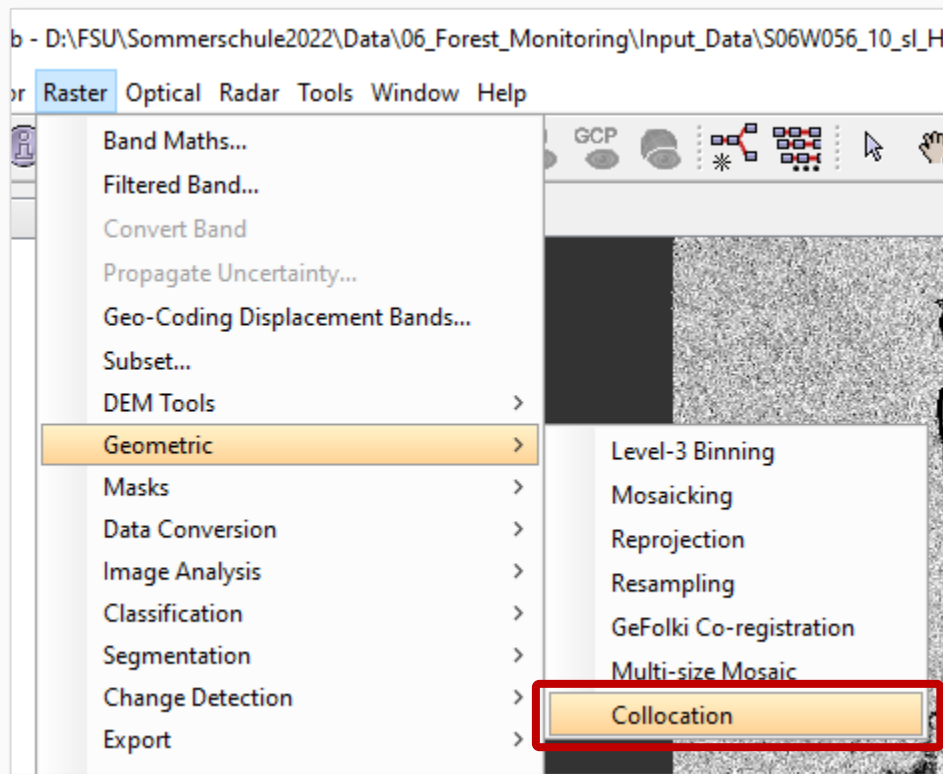 b - D:\FSU\Sommerschule2022\Data\06_Forest_Monitoring\Input_Data\S06W056_10_sl_H
or Raster Optical Radar Tools Window Help
GCP
Band Maths...
Filtered Band...
Convert Band
Propagate Uncertainty...
Geo-Coding Displacement Bands...
Subset...
DEM Tools
Geometric
Masks
Data Conversion
Image Analysis
Classification
Segmentation
Change Detection
Export
Level-3 Binning
Mosaicking
Reprojection
Resampling
GeFolki Co-registration
Multi-size Mosaic
Collocation